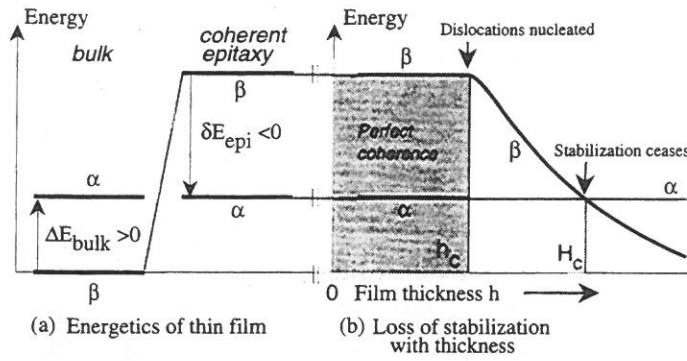 Energy
bulk
coherent
epitaxy
β
δE_epi <0
α
α
ΔE_bulk >0
β
(a) Energetics of thin film
Energy
Dislocations nucleated
β
Perfect
coherence
β
Stabilization ceases
α
α
h_c
H_c
0 Film thickness h
(b) Loss of stabilization
with thickness